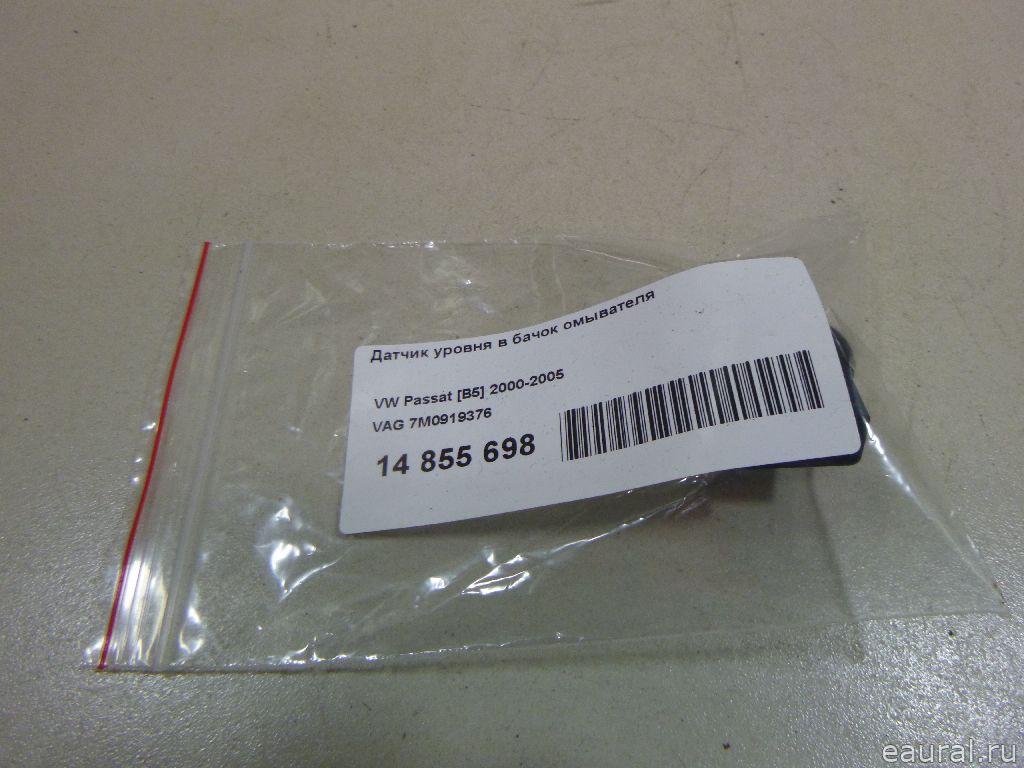 Датчик уровня в бачок омывателя
VW Passat [B5] 2000-2005
VAG 7M0919376
14 855 698
eaural.ru